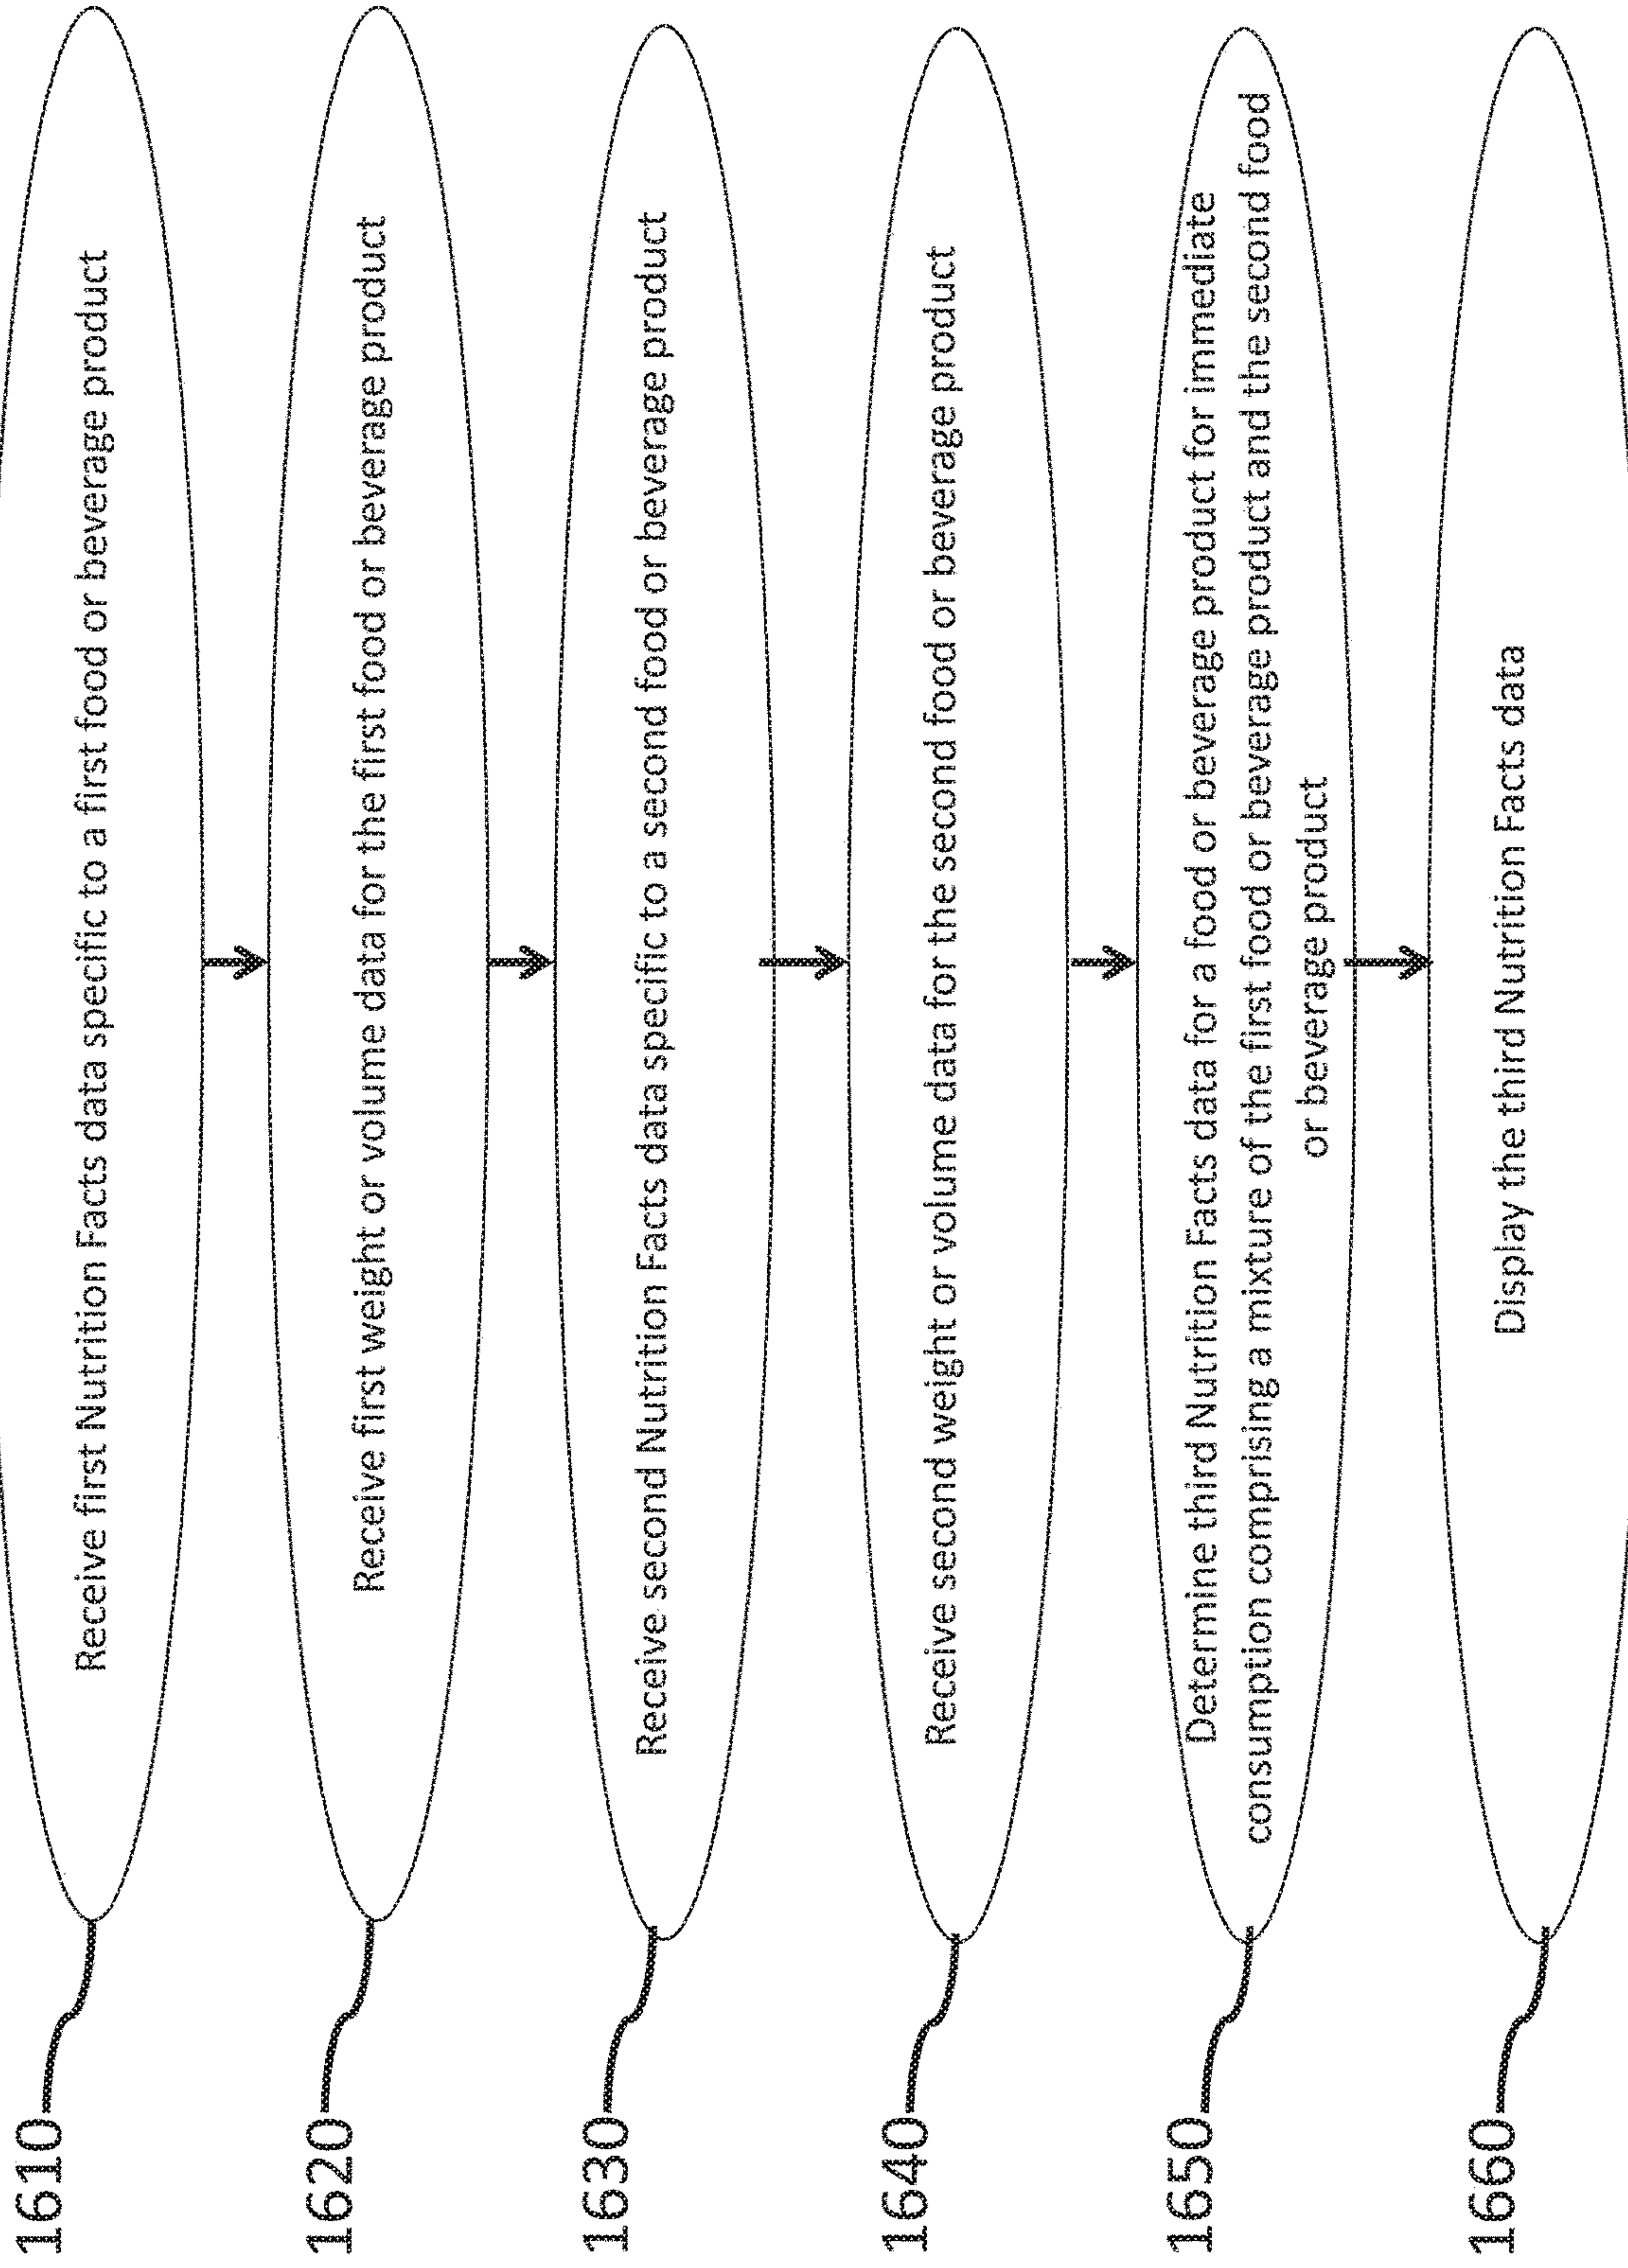 1610
Receive first Nutrition Facts data specific to a first food or beverage product
1620
Receive first weight or volume data for the first food or beverage product
1630
Receive second Nutrition Facts data specific to a second food or beverage product
1640
Receive second weight or volume data for the second food or beverage product
1650
Determine third Nutrition Facts data for a food or beverage product for immediate
consumption comprising a mixture of the first food or beverage product and the second food
or beverage product
1660
Display the third Nutrition Facts data